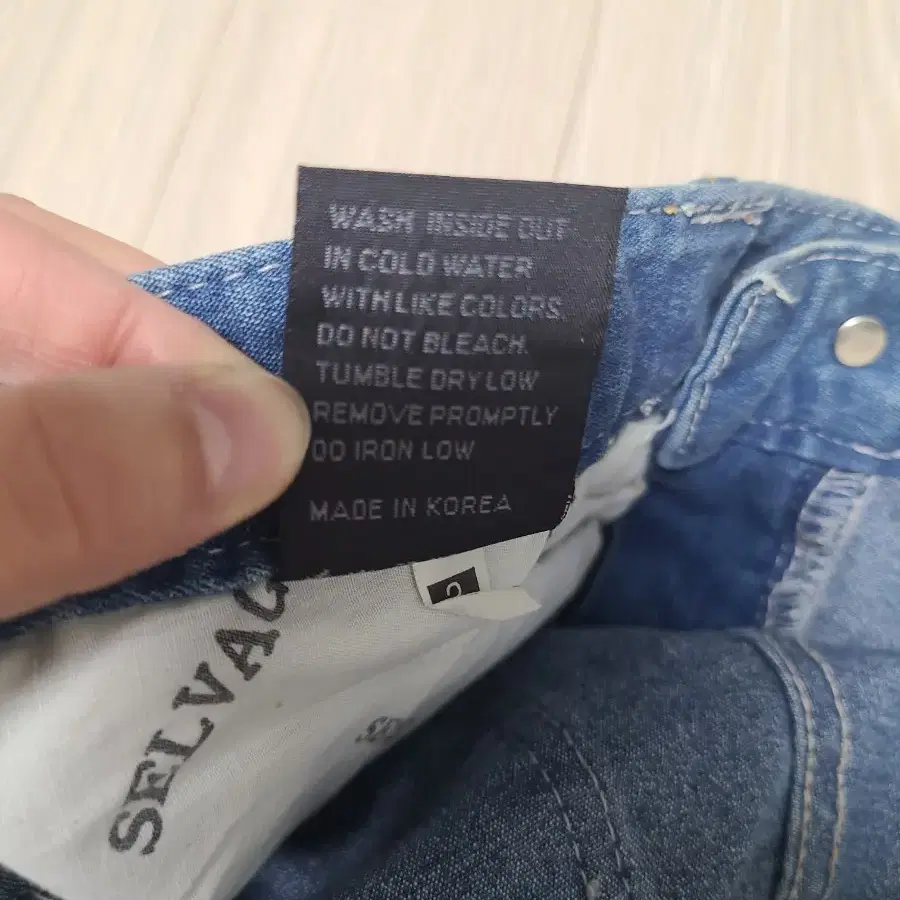 WASH INSIDE OUT
IN COLD WATER
WITH LIKE COLORS.
DO NOT BLEACH.
TUMBLE DRY LOW
REMOVE PROMPTLY
DO IRON LOW
MADE IN KOREA
SELVAG